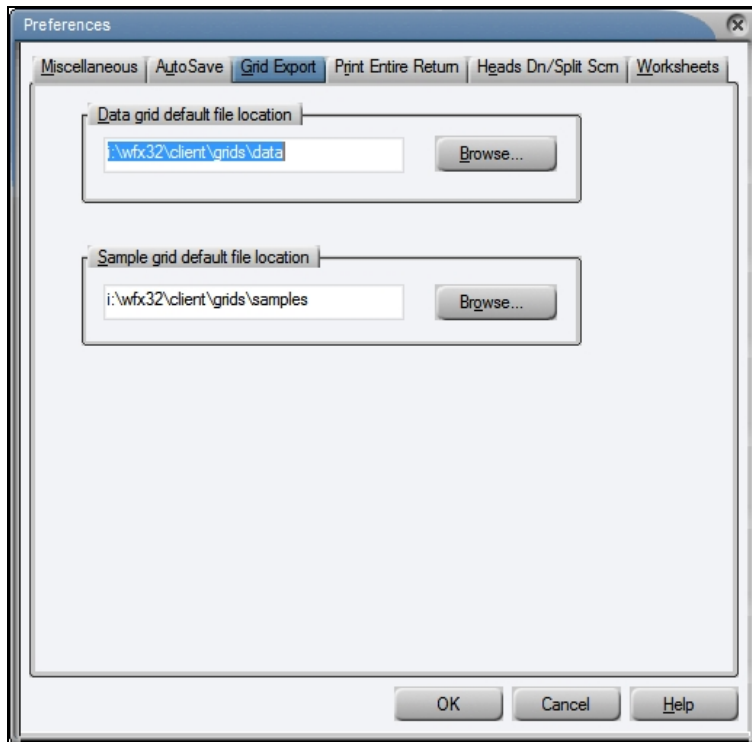 Preferences
Miscellaneous AutoSave Grid Export Print Entire Return Heads Dn/Split Scrn Worksheets
Data grid default file location
i:\wfx32\client\grids\data Browse...
Sample grid default file location
i:\wfx32\client\grids\samples Browse...
OK Cancel Help